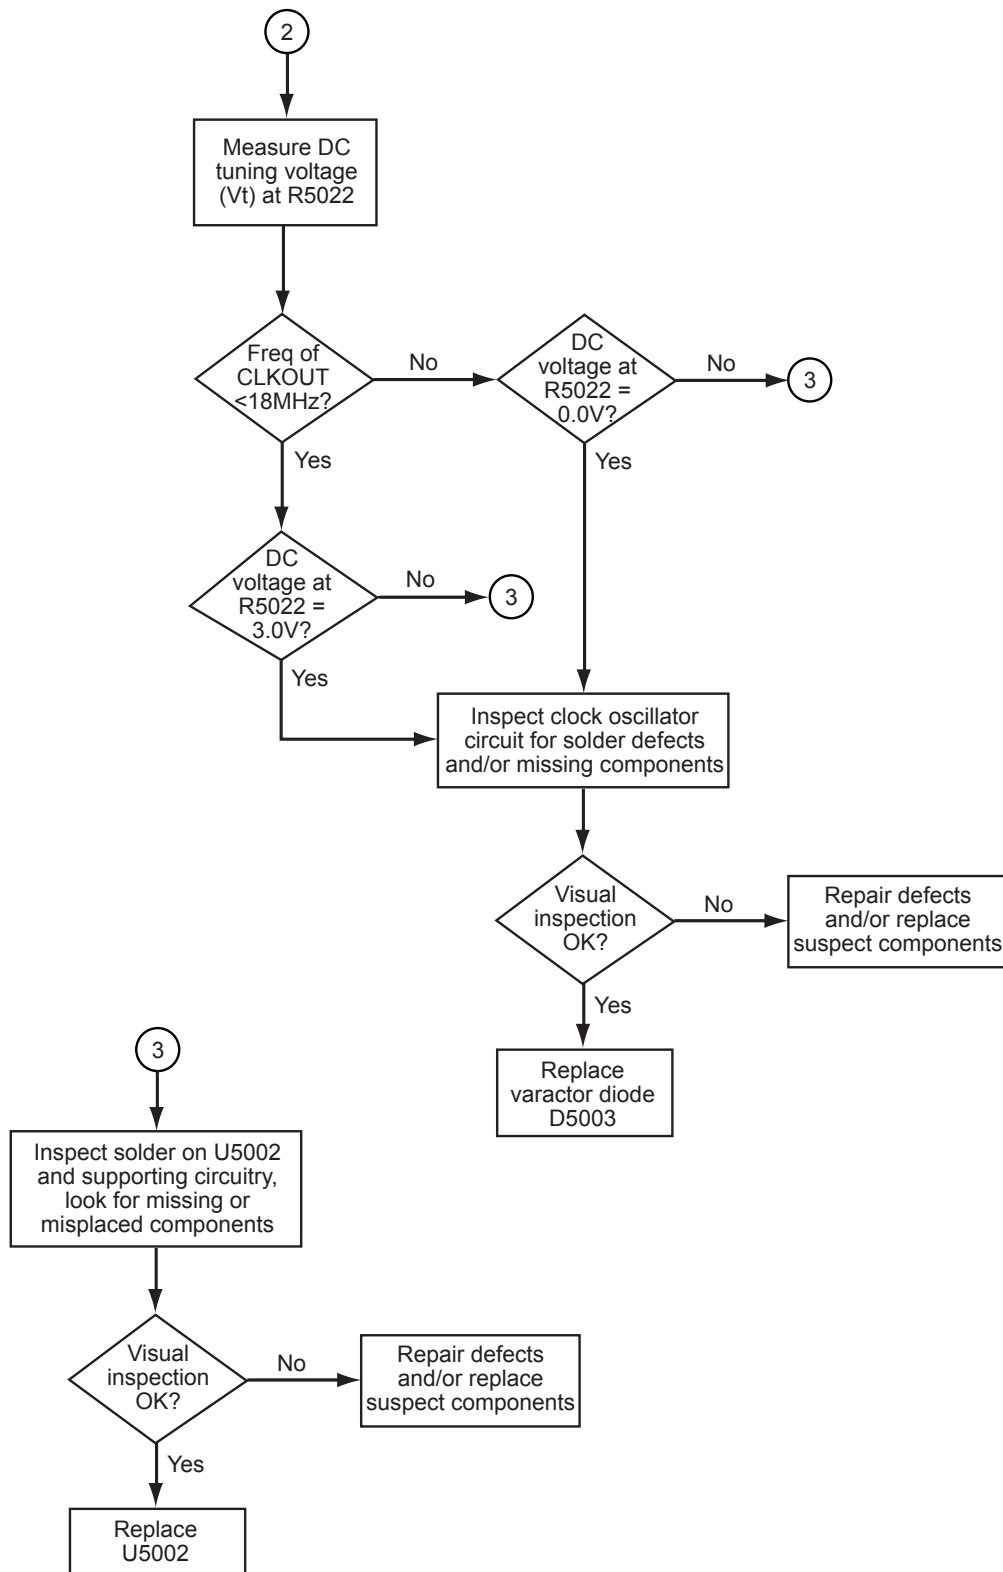 2
Measure DC
tuning voltage
(Vt) at R5022
Freq of
CLKOUT
<18MHz?
No
DC
voltage at
R5022 =
0.0V?
No
3
Yes
Yes
DC
voltage at
R5022 =
3.0V?
No
3
Yes
Inspect clock oscillator
circuit for solder defects
and/or missing components
Visual
inspection
OK?
No
Repair defects
and/or replace
suspect components
Yes
Replace
varactor diode
D5003
3
Inspect solder on U5002
and supporting circuitry,
look for missing or
misplaced components
Visual
inspection
OK?
No
Repair defects
and/or replace
suspect components
Yes
Replace
U5002